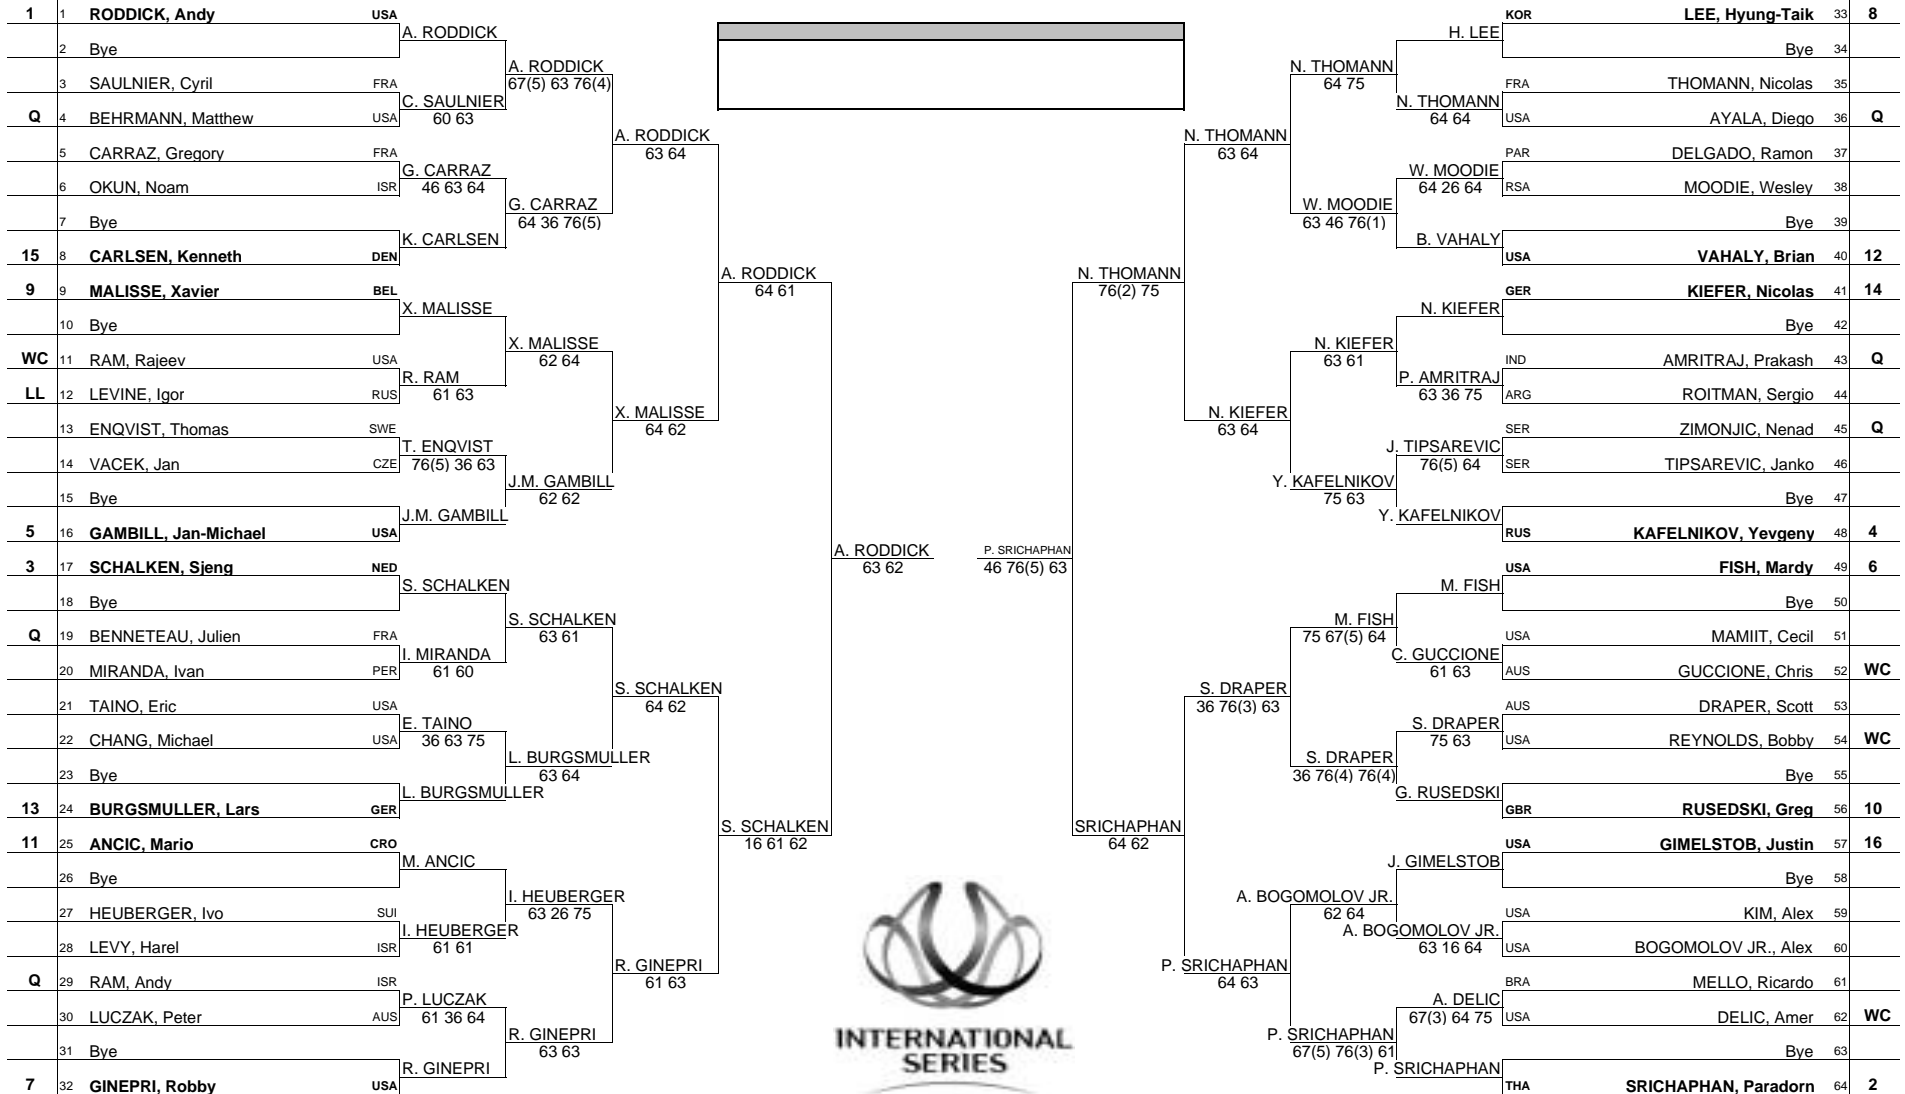 1 1 RODDICK, Andy USA
2 Bye
3 SAULNIER, Cyril FRA
Q 4 BEHRMANN, Matthew USA
5 CARRAZ, Gregory FRA
6 OKUN, Noam ISR
7 Bye
15 8 CARLSEN, Kenneth DEN
9 9 MALISSE, Xavier BEL
10 Bye
WC 11 RAM, Rajeev USA
LL 12 LEVINE, Igor RUS
13 ENQVIST, Thomas SWE
14 VACEK, Jan CZE
15 Bye
5 16 GAMBILL, Jan-Michael USA
3 17 SCHALKEN, Sjeng NED
18 Bye
Q 19 BENNETEAU, Julien FRA
20 MIRANDA, Ivan PER
21 TAINO, Eric USA
22 CHANG, Michael USA
23 Bye
13 24 BURGSMULLER, Lars GER
11 25 ANCIC, Mario CRO
26 Bye
27 HEUBERGER, Ivo SUI
28 LEVY, Harel ISR
Q 29 RAM, Andy ISR
30 LUCZAK, Peter AUS
31 Bye
7 32 GINEPRI, Robby USA
A. RODDICK
C. SAULNIER
60 63
G. CARRAZ
46 63 64
K. CARLSEN
X. MALISSE
R. RAM
61 63
T. ENQVIST
76(5) 36 63
J.M. GAMBILL
S. SCHALKEN
I. MIRANDA
61 60
E. TAINO
36 63 75
L. BURGSMULLER
M. ANCIC
I. HEUBERGER
61 61
P. LUCZAK
61 36 64
R. GINEPRI
A. RODDICK
67(5) 63 76(4)
G. CARRAZ
64 36 76(5)
X. MALISSE
62 64
J.M. GAMBILL
62 62
S. SCHALKEN
63 61
L. BURGSMULLER
63 64
I. HEUBERGER
63 26 75
R. GINEPRI
63 63
A. RODDICK
63 64
X. MALISSE
64 62
S. SCHALKEN
64 62
R. GINEPRI
61 63
A. RODDICK
64 61
S. SCHALKEN
16 61 62
A. RODDICK
63 62
P. SRICHAPHAN
46 76(5) 63
N. THOMANN
76(2) 75
SRICHAPHAN
64 62
N. THOMANN
63 64
N. KIEFER
63 64
S. DRAPER
36 76(3) 63
P. SRICHAPHAN
64 63
N. THOMANN
64 75
W. MOODIE
63 46 76(1)
N. KIEFER
63 61
Y. KAFELNIKOV
75 63
M. FISH
75 67(5) 64
S. DRAPER
36 76(4) 76(4)
A. BOGOMOLOV JR.
62 64
P. SRICHAPHAN
67(5) 76(3) 61
H. LEE
N. THOMANN
64 64
W. MOODIE
64 26 64
B. VAHALY
N. KIEFER
P. AMRITRAJ
63 36 75
J. TIPSAREVIC
76(5) 64
Y. KAFELNIKOV
M. FISH
C. GUCCIONE
61 63
S. DRAPER
75 63
G. RUSEDSKI
J. GIMELSTOB
A. BOGOMOLOV JR.
63 16 64
A. DELIC
67(3) 64 75
P. SRICHAPHAN
KOR LEE, Hyung-Taik 33 8
Bye 34
FRA THOMANN, Nicolas 35
USA AYALA, Diego 36 Q
PAR DELGADO, Ramon 37
RSA MOODIE, Wesley 38
Bye 39
USA VAHALY, Brian 40 12
GER KIEFER, Nicolas 41 14
Bye 42
IND AMRITRAJ, Prakash 43 Q
ARG ROITMAN, Sergio 44
SER ZIMONJIC, Nenad 45 Q
SER TIPSAREVIC, Janko 46
Bye 47
RUS KAFELNIKOV, Yevgeny 48 4
USA FISH, Mardy 49 6
Bye 50
USA MAMIIT, Cecil 51
AUS GUCCIONE, Chris 52 WC
AUS DRAPER, Scott 53
USA REYNOLDS, Bobby 54 WC
Bye 55
GBR RUSEDSKI, Greg 56 10
USA GIMELSTOB, Justin 57 16
Bye 58
USA KIM, Alex 59
USA BOGOMOLOV JR., Alex 60
BRA MELLO, Ricardo 61
USA DELIC, Amer 62 WC
Bye 63
THA SRICHAPHAN, Paradorn 64 2
INTERNATIONAL
SERIES